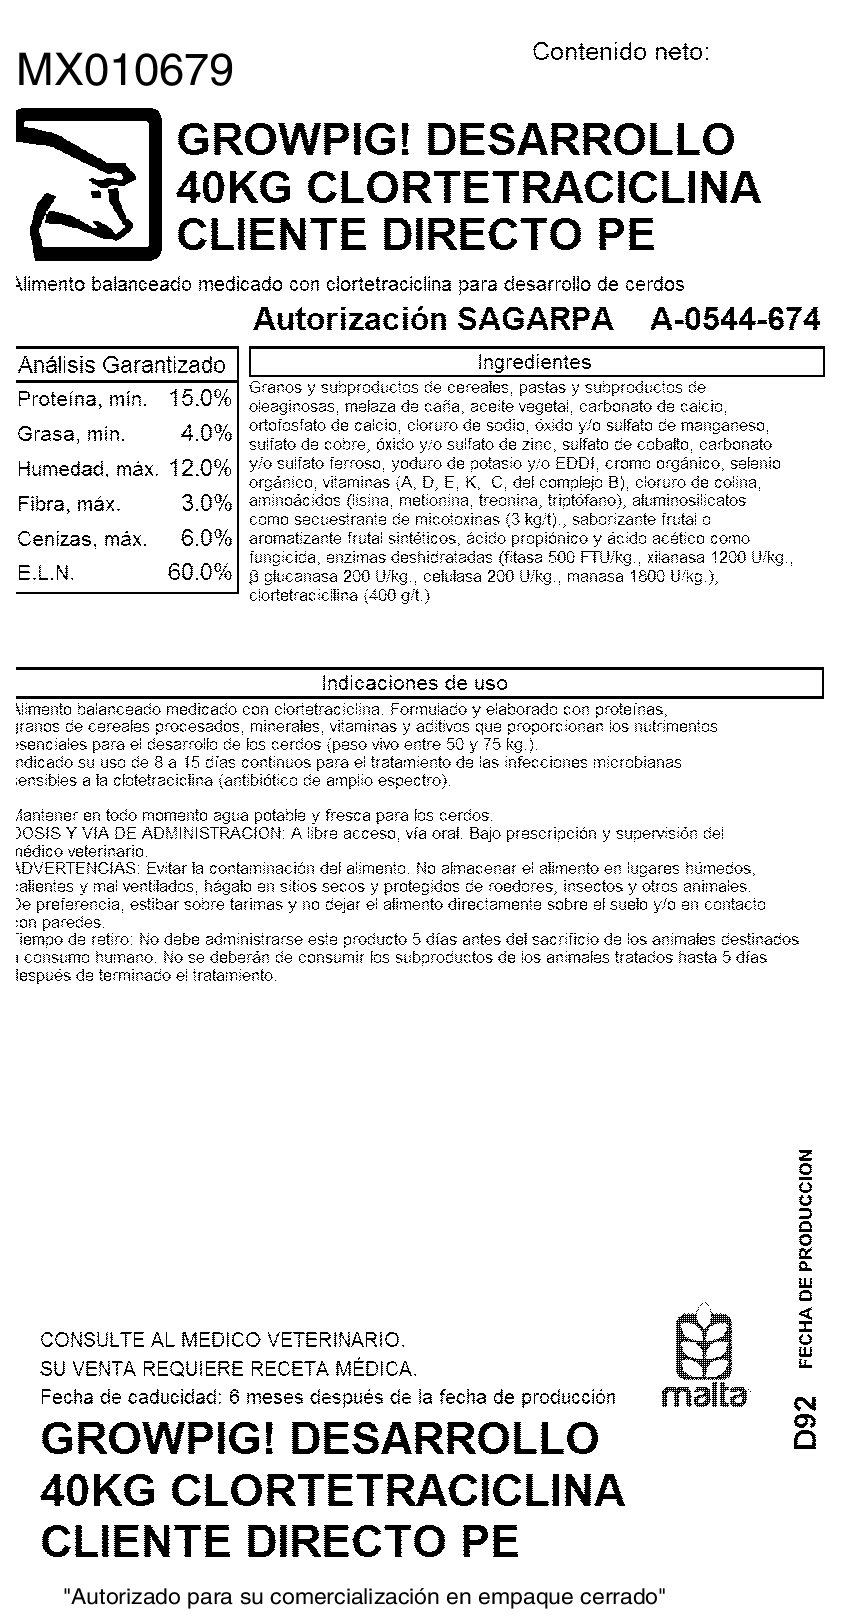 Contenido neto:
MX010679
GROWPIG! DESARROLLO
40KG CLORTETRACICLINA
CLIENTE DIRECTO PE
Alimento balanceado medicado con clortetraciclina para desarrollo de cerdos
Autorización SAGARPA A-0544-674
Análisis Garantizado
Proteína, mín. 15.0%
Grasa, mín. 4.0%
Humedad, máx. 12.0%
Fibra, máx. 3.0%
Cenizas, máx. 6.0%
E.L.N. 60.0%
Ingredientes
Granos y subproductos de cereales, pastas y subproductos de
oleaginosas, melaza de caña, aceite vegetal, carbonato de calcio,
ortofosfato de calcio, cloruro de sodio, óxido y/o sulfato de manganeso,
sulfato de cobre, óxido y/o sulfato de zinc, sulfato de cobalto, carbonato
y/o sulfato ferroso, yoduro de potasio y/o EDDI, cromo orgánico, selenio
orgánico, vitaminas (A, D, E, K, C, del complejo B), cloruro de colina,
aminoácidos (lisina, metionina, treonina, triptófano), aluminosilicatos
como secuestrante de micotoxinas (3 kg/t)., saborizante frutal o
aromatizante frutal sintéticos, ácido propiónico y ácido acético como
fungicida, enzimas deshidratadas (fitasa 500 FTU/kg., xilanasa 1200 U/kg.,
β glucanasa 200 U/kg., celulasa 200 U/kg., manasa 1800 U/kg.),
clortetraciclina (400 g/t.)
Indicaciones de uso
Alimento balanceado medicado con clortetraciclina. Formulado y elaborado con proteínas,
granos de cereales procesados, minerales, vitaminas y aditivos que proporcionan los nutrimentos
esenciales para el desarrollo de los cerdos (peso vivo entre 50 y 75 kg.).
Indicado su uso de 8 a 15 días continuos para el tratamiento de las infecciones microbianas
sensibles a la clotetraciclina (antibiótico de amplio espectro).
Mantener en todo momento agua potable y fresca para los cerdos.
DOSIS Y VIA DE ADMINISTRACION: A libre acceso, vía oral. Bajo prescripción y supervisión del
médico veterinario.
ADVERTENCIAS: Evitar la contaminación del alimento. No almacenar el alimento en lugares húmedos,
calientes y mal ventilados, hágalo en sitios secos y protegidos de roedores, insectos y otros animales.
De preferencia, estibar sobre tarimas y no dejar el alimento directamente sobre el suelo y/o en contacto
con paredes.
Tiempo de retiro: No debe administrarse este producto 5 días antes del sacrificio de los animales destinados
a consumo humano. No se deberán de consumir los subproductos de los animales tratados hasta 5 días
después de terminado el tratamiento.
FECHA DE PRODUCCION
D92
CONSULTE AL MEDICO VETERINARIO.
SU VENTA REQUIERE RECETA MÉDICA.
Fecha de caducidad: 6 meses después de la fecha de producción
malta
GROWPIG! DESARROLLO
40KG CLORTETRACICLINA
CLIENTE DIRECTO PE
"Autorizado para su comercialización en empaque cerrado"